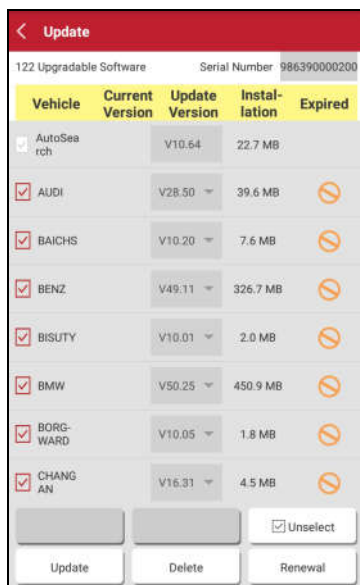 Update
122 Upgradable Software Serial Number 986390000200
Vehicle Current Version Update Version Instal-lation Expired
AutoSea
rch V10.64 22.7 MB
AUDI V28.50 39.6 MB
BAICHS V10.20 7.6 MB
BENZ V49.11 326.7 MB
BISUTY V10.01 2.0 MB
BMW V50.25 450.9 MB
BORG-
WARD V10.05 1.8 MB
CHANG
AN V16.31 4.5 MB
Unselect
Update Delete Renewal